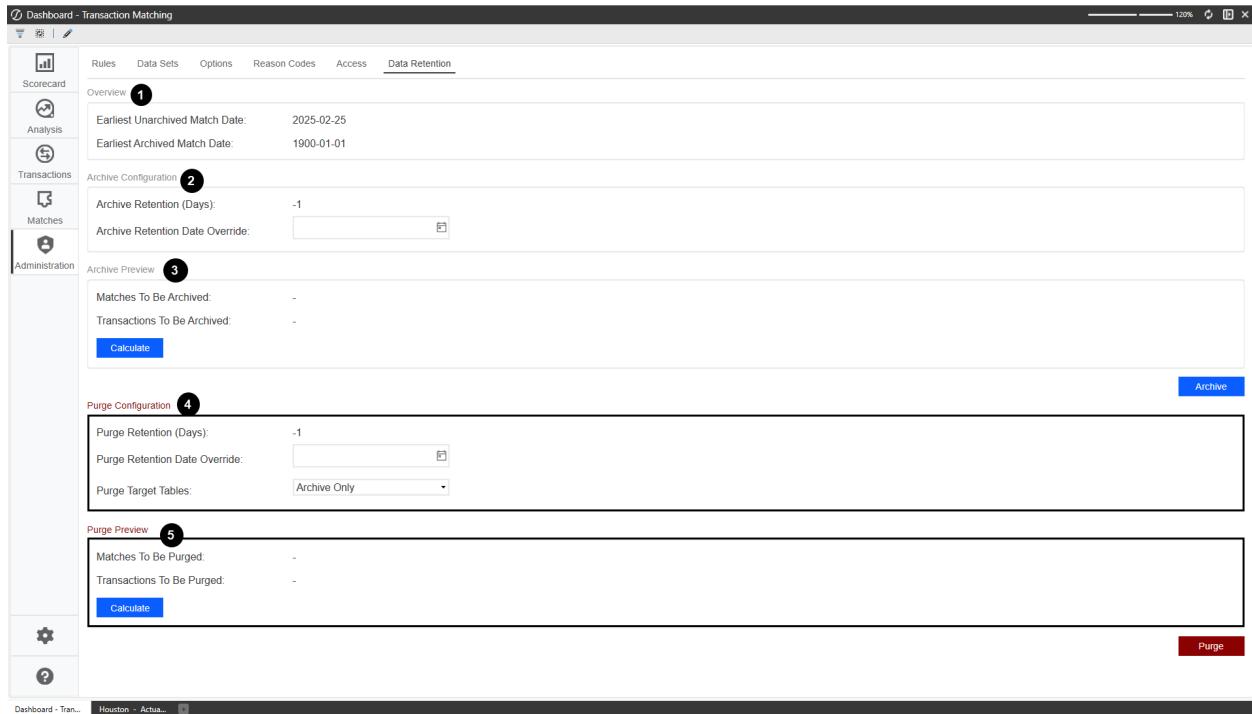 Dashboard - Transaction Matching 120%
Rules Data Sets Options Reason Codes Access Data Retention
Scorecard
Analysis
Transactions
Matches
Administration
Overview 1
Earliest Unarchived Match Date: 2025-02-25
Earliest Archived Match Date: 1900-01-01
Archive Configuration 2
Archive Retention (Days): -1
Archive Retention Date Override:
Archive Preview 3
Matches To Be Archived: -
Transactions To Be Archived: -
Calculate
Archive
Purge Configuration 4
Purge Retention (Days): -1
Purge Retention Date Override:
Purge Target Tables: Archive Only
Purge Preview 5
Matches To Be Purged: -
Transactions To Be Purged: -
Calculate
Purge
Dashboard - Tran... Houston - Actua...